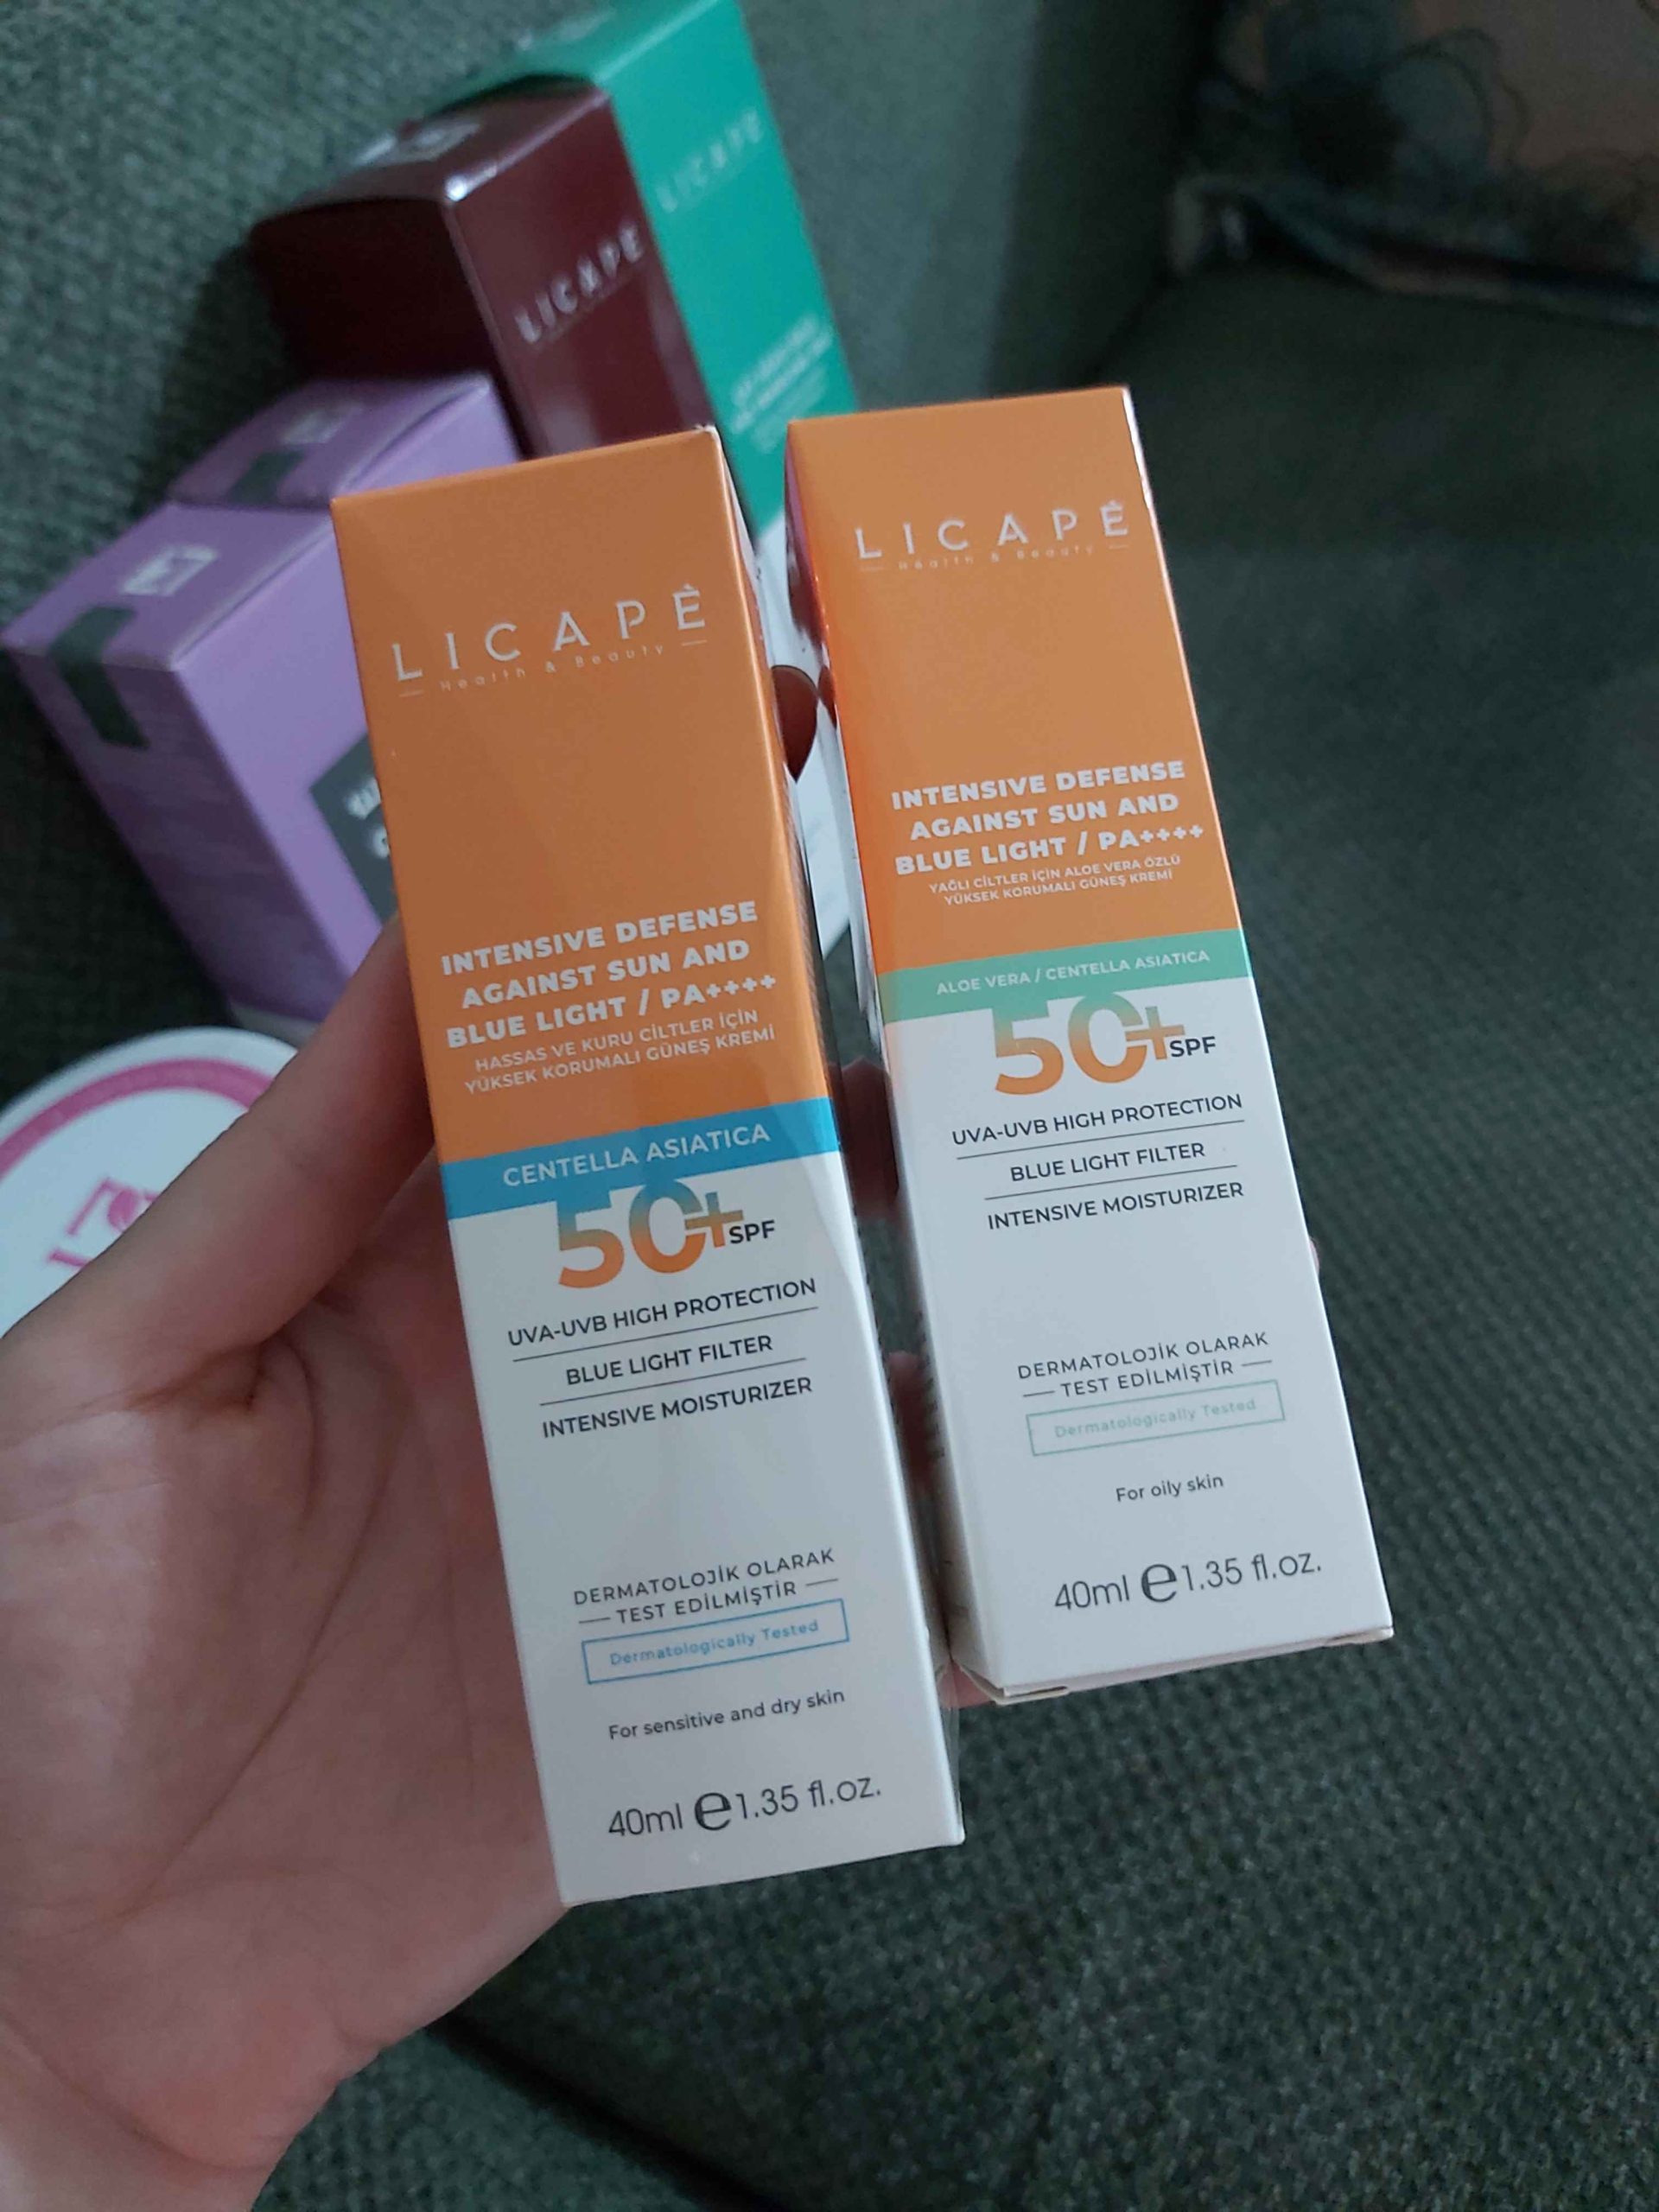 LICAPE
LICAPE
LICAPÈ
Health & Beauty
INTENSIVE DEFENSE
AGAINST SUN AND
BLUE LIGHT / PA++++
HASSAS VE KURU CİLTLER İÇİN
YÜKSEK KORUMALI GÜNEŞ KREMİ
CENTELLA ASIATICA
50+ SPF
UVA-UVB HIGH PROTECTION
BLUE LIGHT FILTER
INTENSIVE MOISTURIZER
DERMATOLOJİK OLARAK
TEST EDİLMİŞTİR
Dermatologically Tested
For sensitive and dry skin
40ml e 1.35 fl.oz.
LICAPÈ
Health & Beauty
INTENSIVE DEFENSE
AGAINST SUN AND
BLUE LIGHT / PA++++
YAĞLI CİLTLER İÇİN ALOE VERA ÖZLÜ
YÜKSEK KORUMALI GÜNEŞ KREMİ
ALOE VERA / CENTELLA ASIATICA
50+ SPF
UVA-UVB HIGH PROTECTION
BLUE LIGHT FILTER
INTENSIVE MOISTURIZER
DERMATOLOJİK OLARAK
TEST EDİLMİŞTİR
Dermatologically Tested
For oily skin
40ml e 1.35 fl.oz.